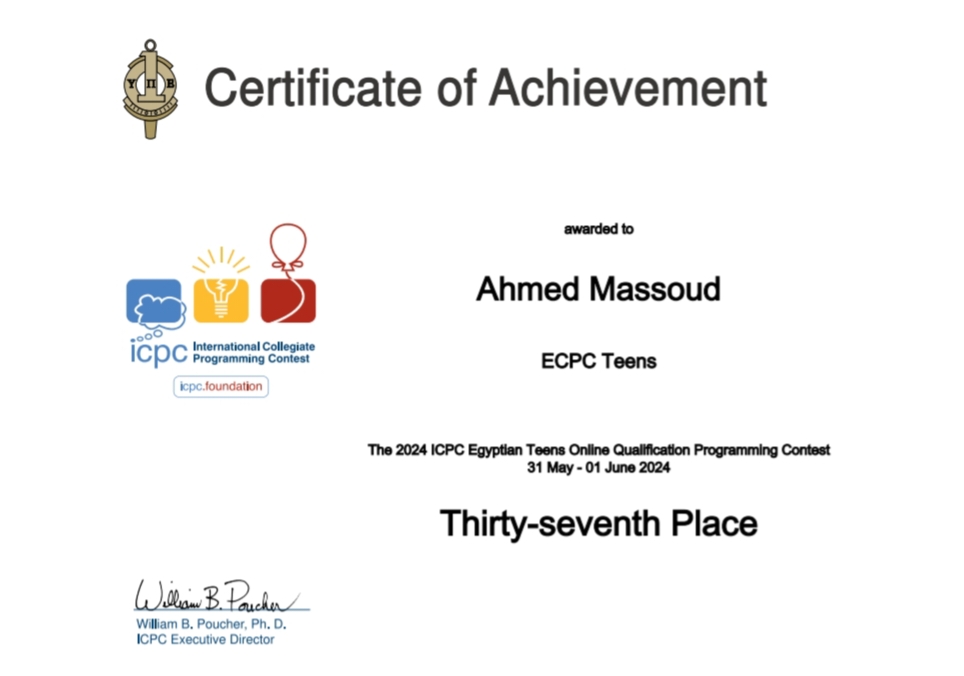 Certificate of Achievement
Υ Π Ε
awarded to
Ahmed Massoud
ECPC Teens
icpc International Collegiate
Programming Contest
icpc.foundation
The 2024 ICPC Egyptian Teens Online Qualification Programming Contest
31 May - 01 June 2024
Thirty-seventh Place
William B. Poucher
William B. Poucher, Ph. D.
ICPC Executive Director